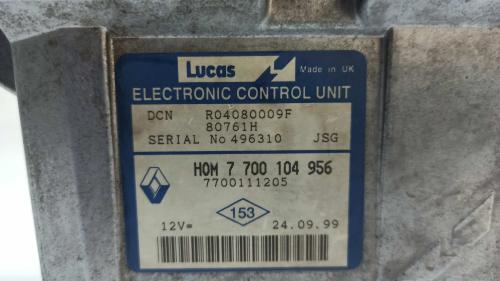 Lucas Made in UK
ELECTRONIC CONTROL UNIT
DCN R04080009F
80761H
SERIAL No 496310 JSG
HOM 7 700 104 956
7700111205
153
12V= 24.09.99